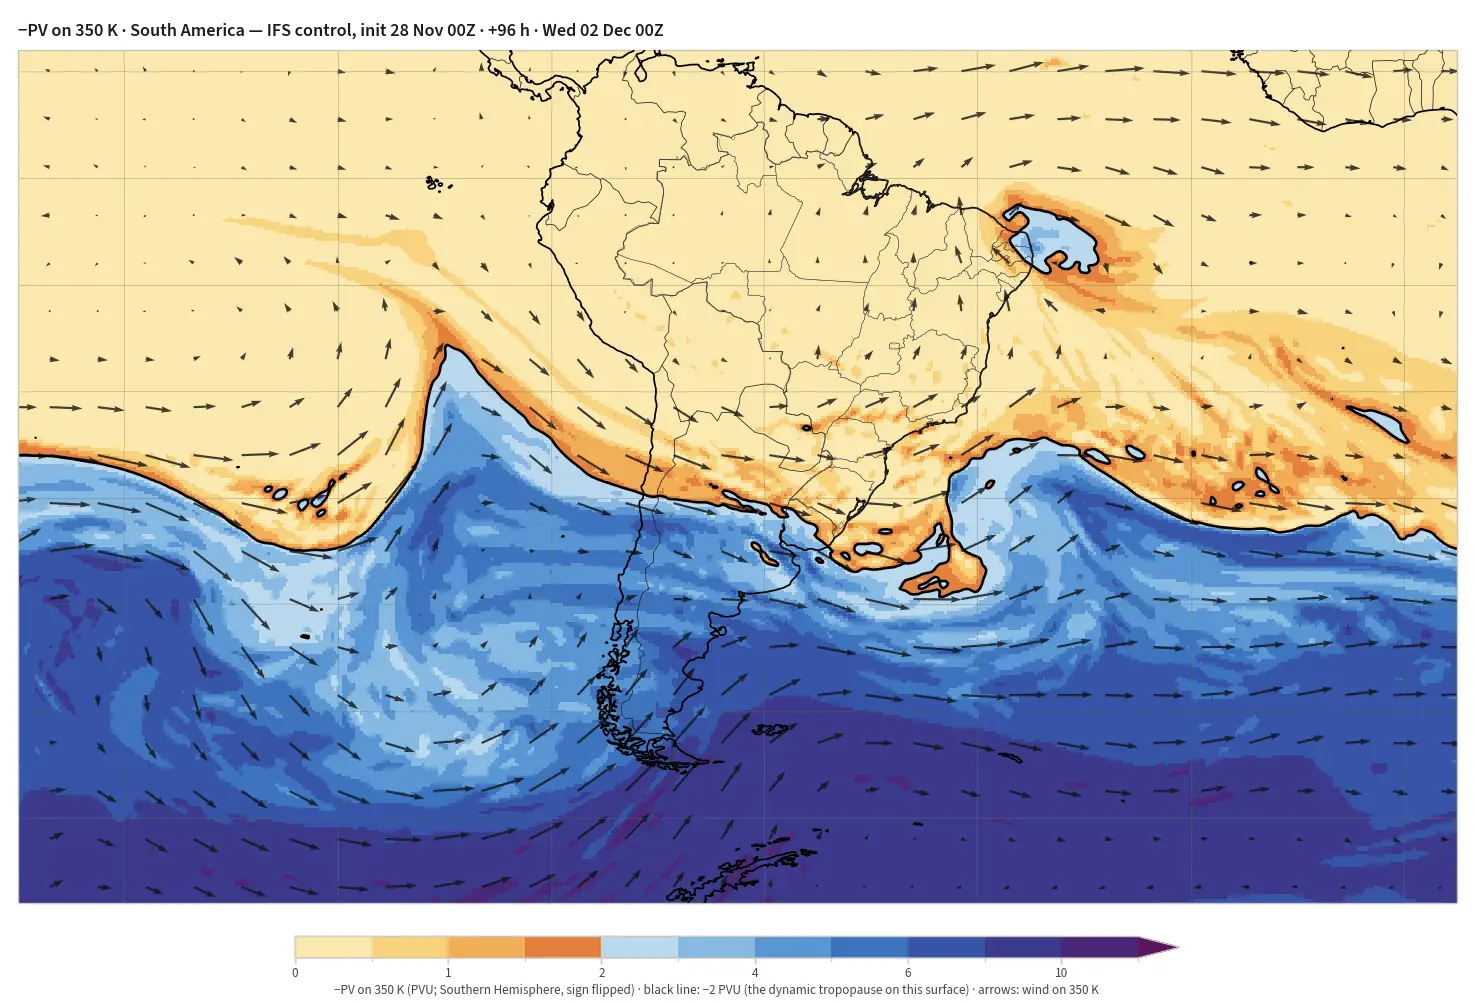 −PV on 350 K · South America — IFS control, init 28 Nov 00Z · +96 h · Wed 02 Dec 00Z
0 1 2 4 6 10
−PV on 350 K (PVU; Southern Hemisphere, sign flipped) · black line: −2 PVU (the dynamic tropopause on this surface) · arrows: wind on 350 K